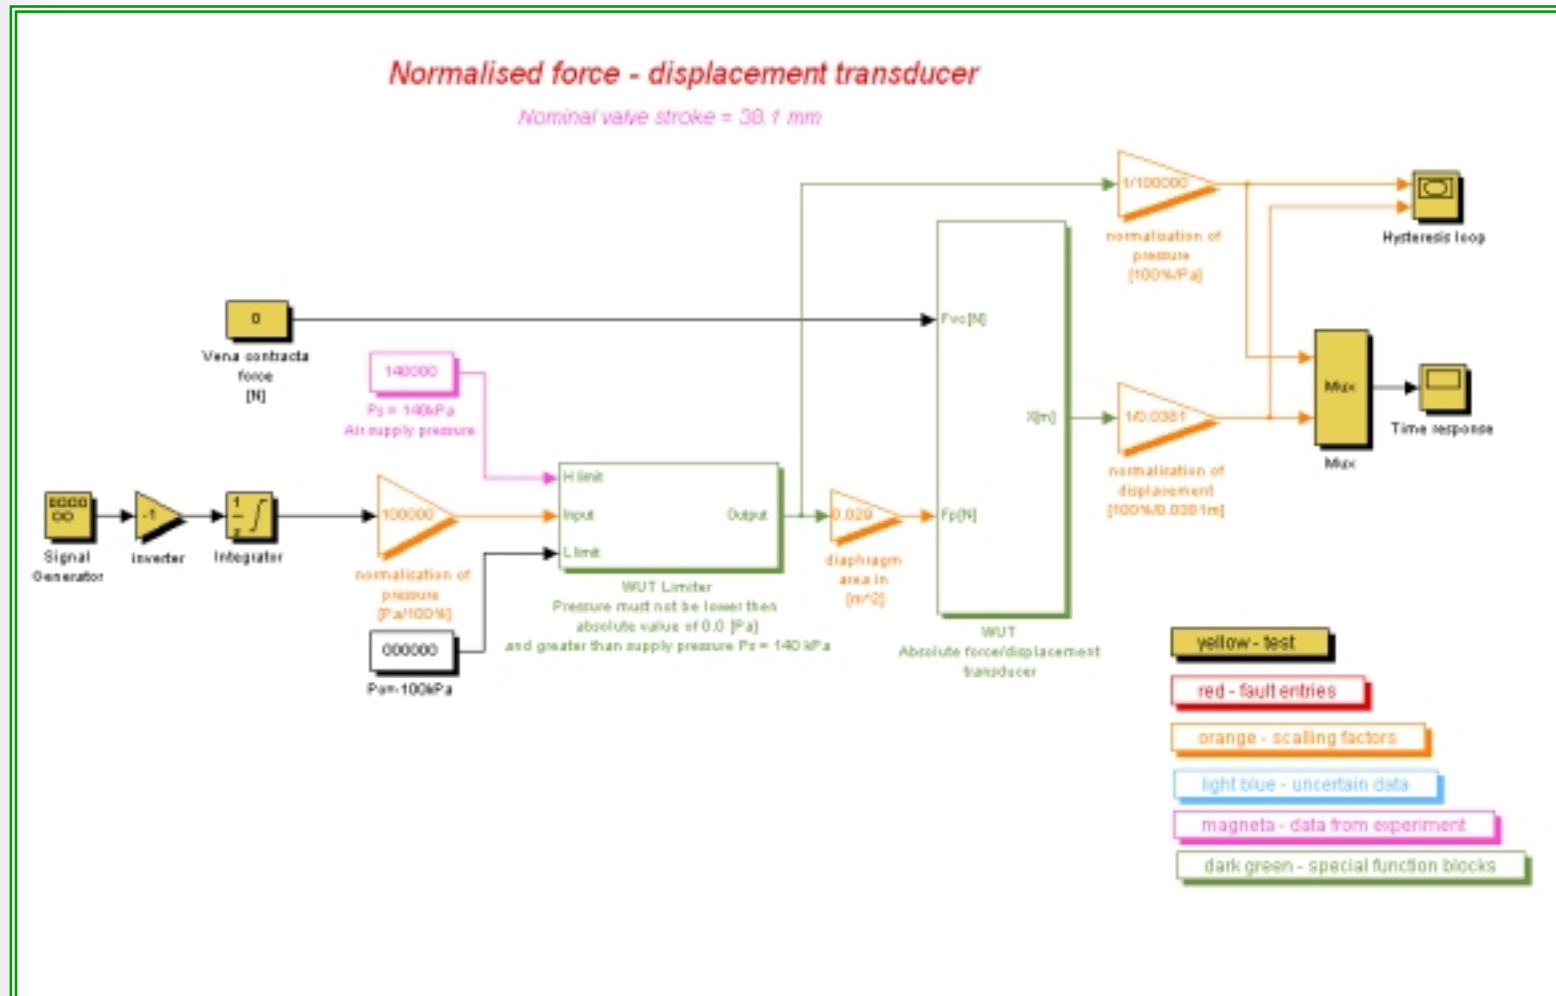 Normalised force - displacement transducer
Nominal valve stroke = 38.1 mm
1/100000
normalisation of
pressure
[100%/Pa]
Hysteresis loop
0
Vena contracta
force
[N]
140000
Ps = 140kPa
Air supply pressure
Fvc[N]
X[m]
Fp[N]
1/0.0381
normalisation of
displacement
[100%/0.0381m]
Mux
Mux
Time response
Signal
Generator
-1
inverter
1
Integrator
100000
normalisation of
pressure
[Pa/100%]
H limit
Input
L limit
Output
WUT Limiter
Pressure must not be lower then
absolute value of 0.0 [Pa]
and greater than supply pressure Ps = 140 kPa
0.029
diaphragm
area in
[m^2]
WUT
Absolute force/displacement
transducer
000000
yellow - test
red - fault entries
orange - scalling factors
light blue - uncertain data
magneta - data from experiment
dark green - special function blocks